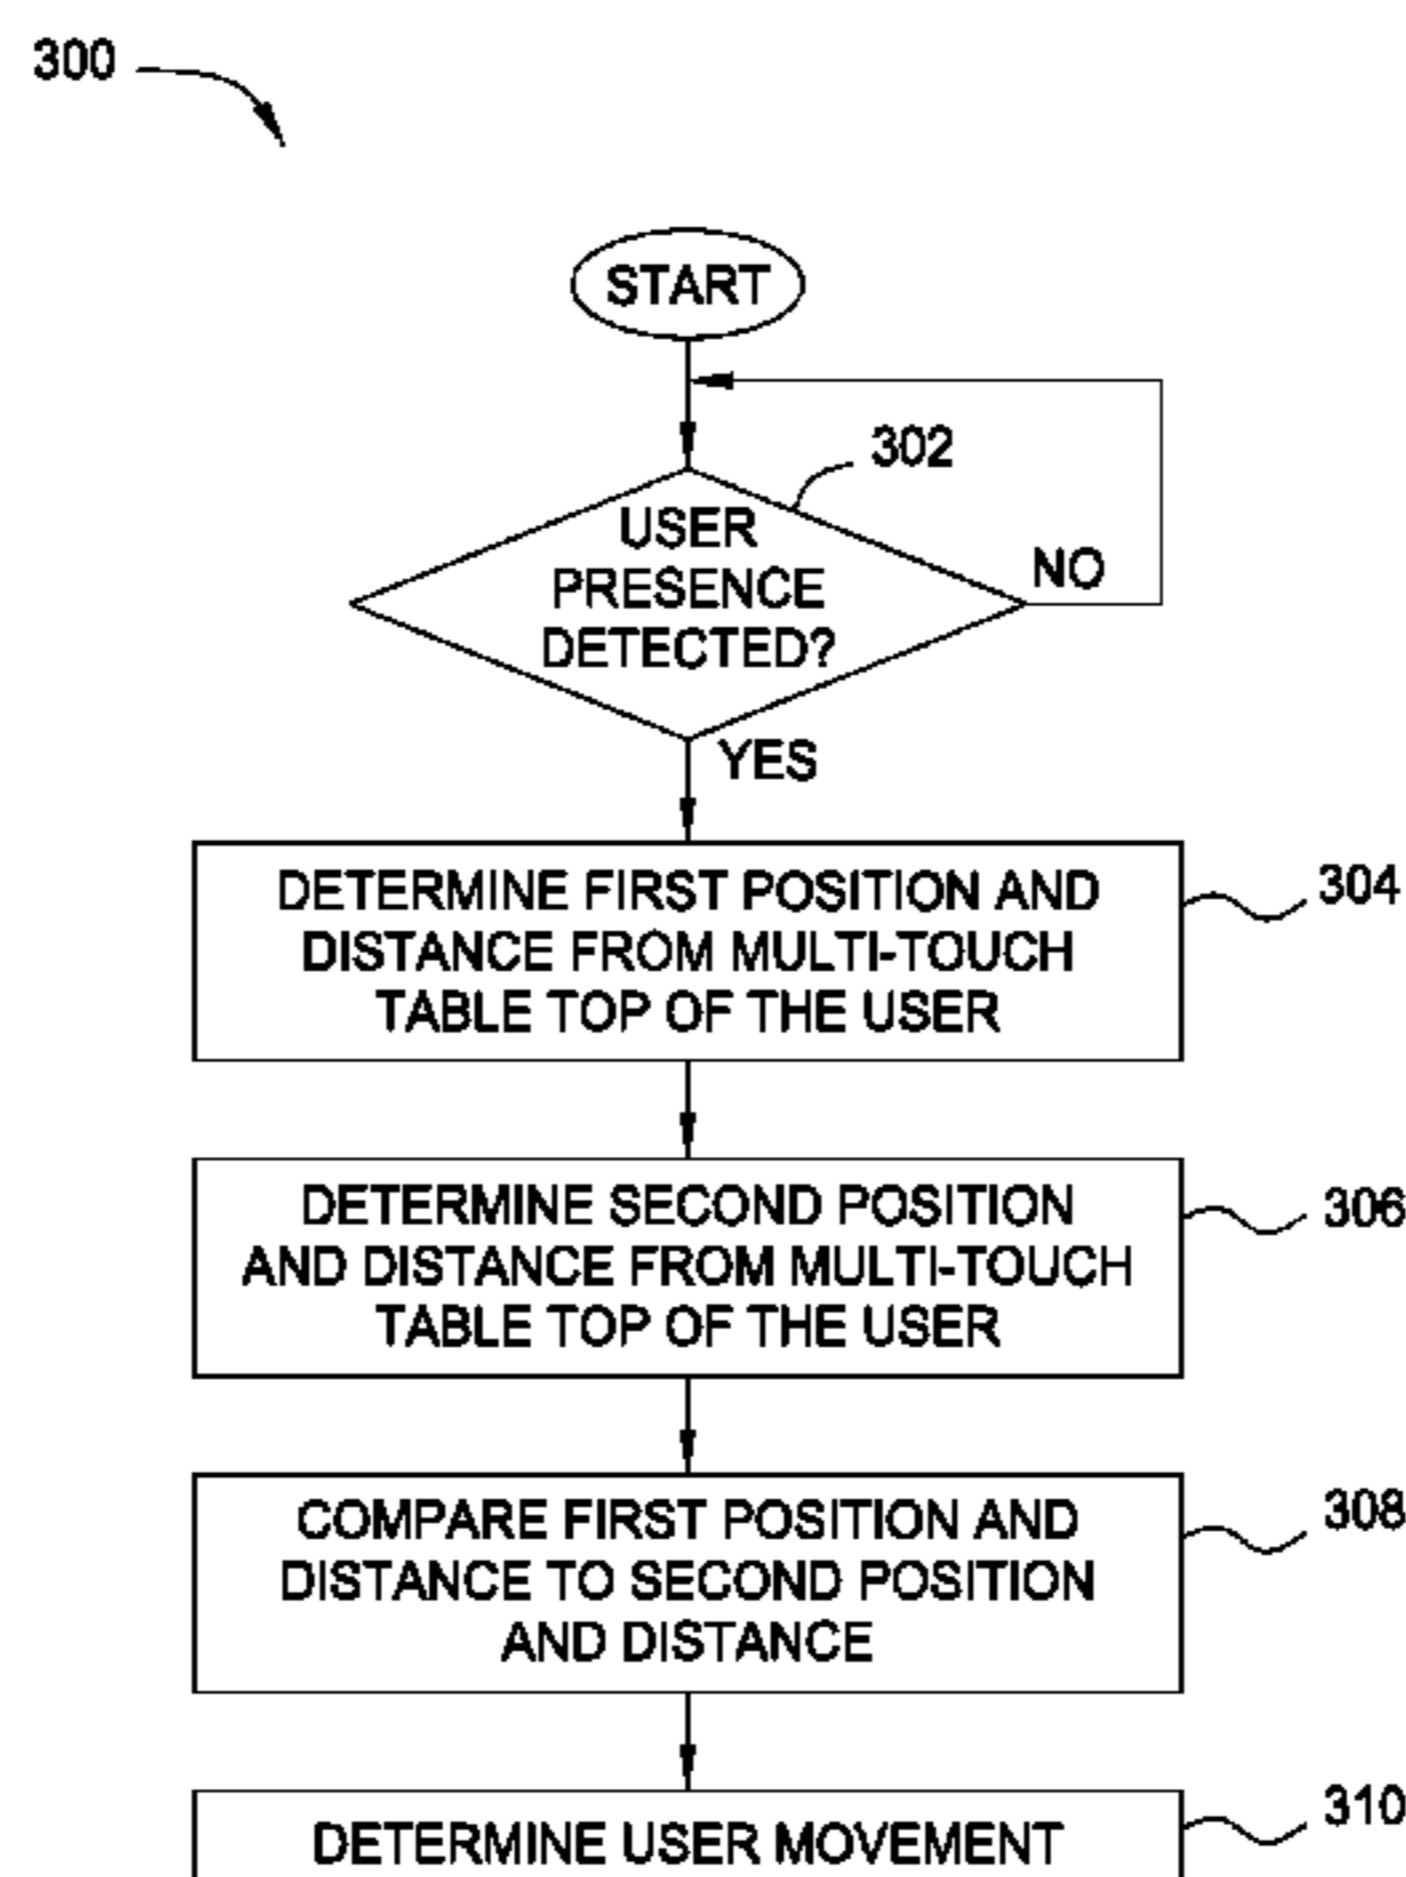 300
START
302
USER
PRESENCE
DETECTED?
NO
YES
DETERMINE FIRST POSITION AND
DISTANCE FROM MULTI-TOUCH
TABLE TOP OF THE USER
304
DETERMINE SECOND POSITION
AND DISTANCE FROM MULTI-TOUCH
TABLE TOP OF THE USER
306
COMPARE FIRST POSITION AND
DISTANCE TO SECOND POSITION
AND DISTANCE
308
DETERMINE USER MOVEMENT
310